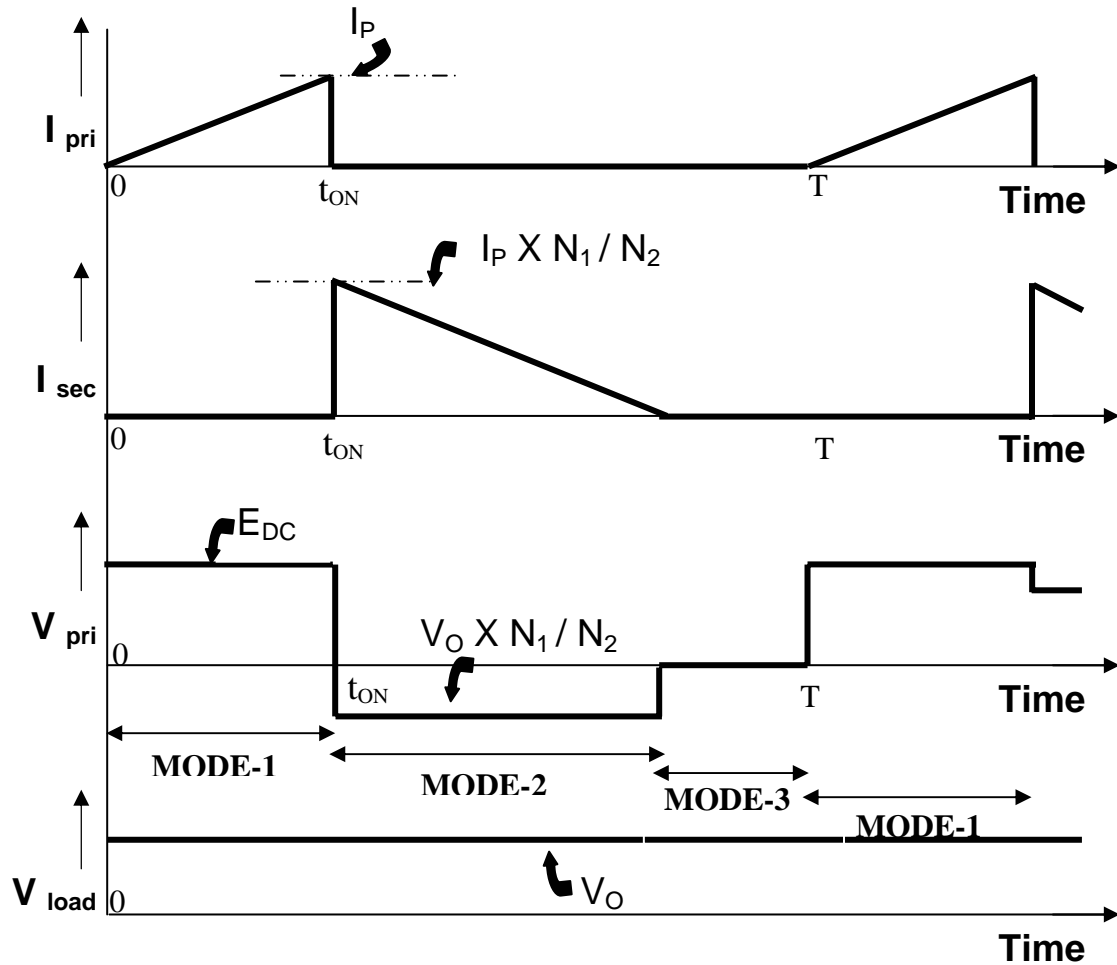 I_P
I pri
0
t_ON
T
Time
I_P X N_1 / N_2
I sec
0
t_ON
T
Time
E_DC
V pri
0
V_O X N_1 / N_2
t_ON
T
Time
MODE-1
MODE-2
MODE-3
MODE-1
V load
0
V_O
Time